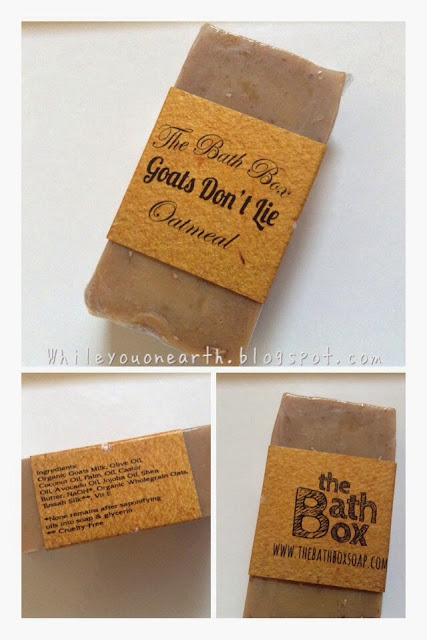 The Bath Box
Goats Don't Lie
Oatmeal
Whileyouonearth.blogspot.com
Ingredients:
Organic Goats Milk, Olive Oil,
Coconut Oil, Palm, Oil, Castor
Oil, Avocado Oil, Jojoba Oil, Shea
Butter, NaOH*, Organic Wholegrain Oats,
Tussah Silk**, Vit E
*None remains after saponifying
oils into soap & glycerin
** Cruelty-Free
the
Bath
Box
WWW.THEBATHBOXSOAP.COM